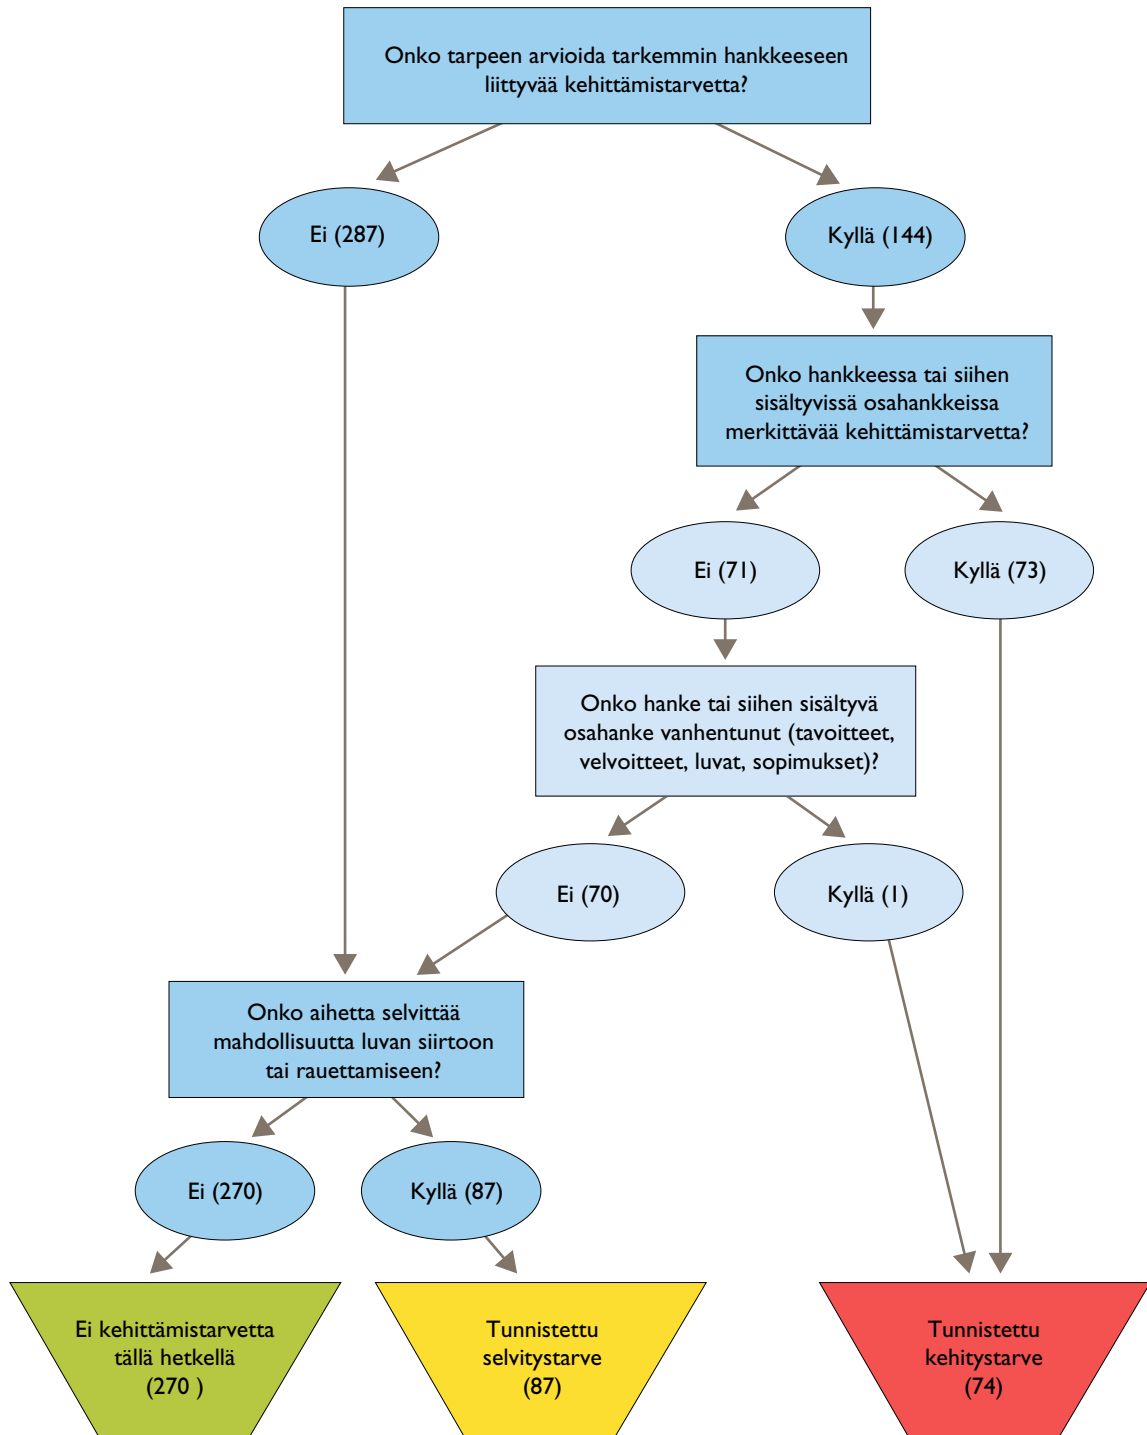 Onko tarpeen arvioida tarkemmin hankkeeseen
liittyvää kehittämistarvetta?
Ei (287)
Kyllä (144)
Onko hankkeessa tai siihen
sisältyvissä osahankkeissa
merkittävää kehittämistarvetta?
Ei (71)
Kyllä (73)
Onko hanke tai siihen sisältyvä
osahanke vanhentunut (tavoitteet,
velvoitteet, luvat, sopimukset)?
Ei (70)
Kyllä (1)
Onko aihetta selvittää
mahdollisuutta luvan siirtoon
tai rauettamiseen?
Ei (270)
Kyllä (87)
Ei kehittämistarvetta
tällä hetkellä
(270 )
Tunnistettu
selvitystarve
(87)
Tunnistettu
kehitystarve
(74)